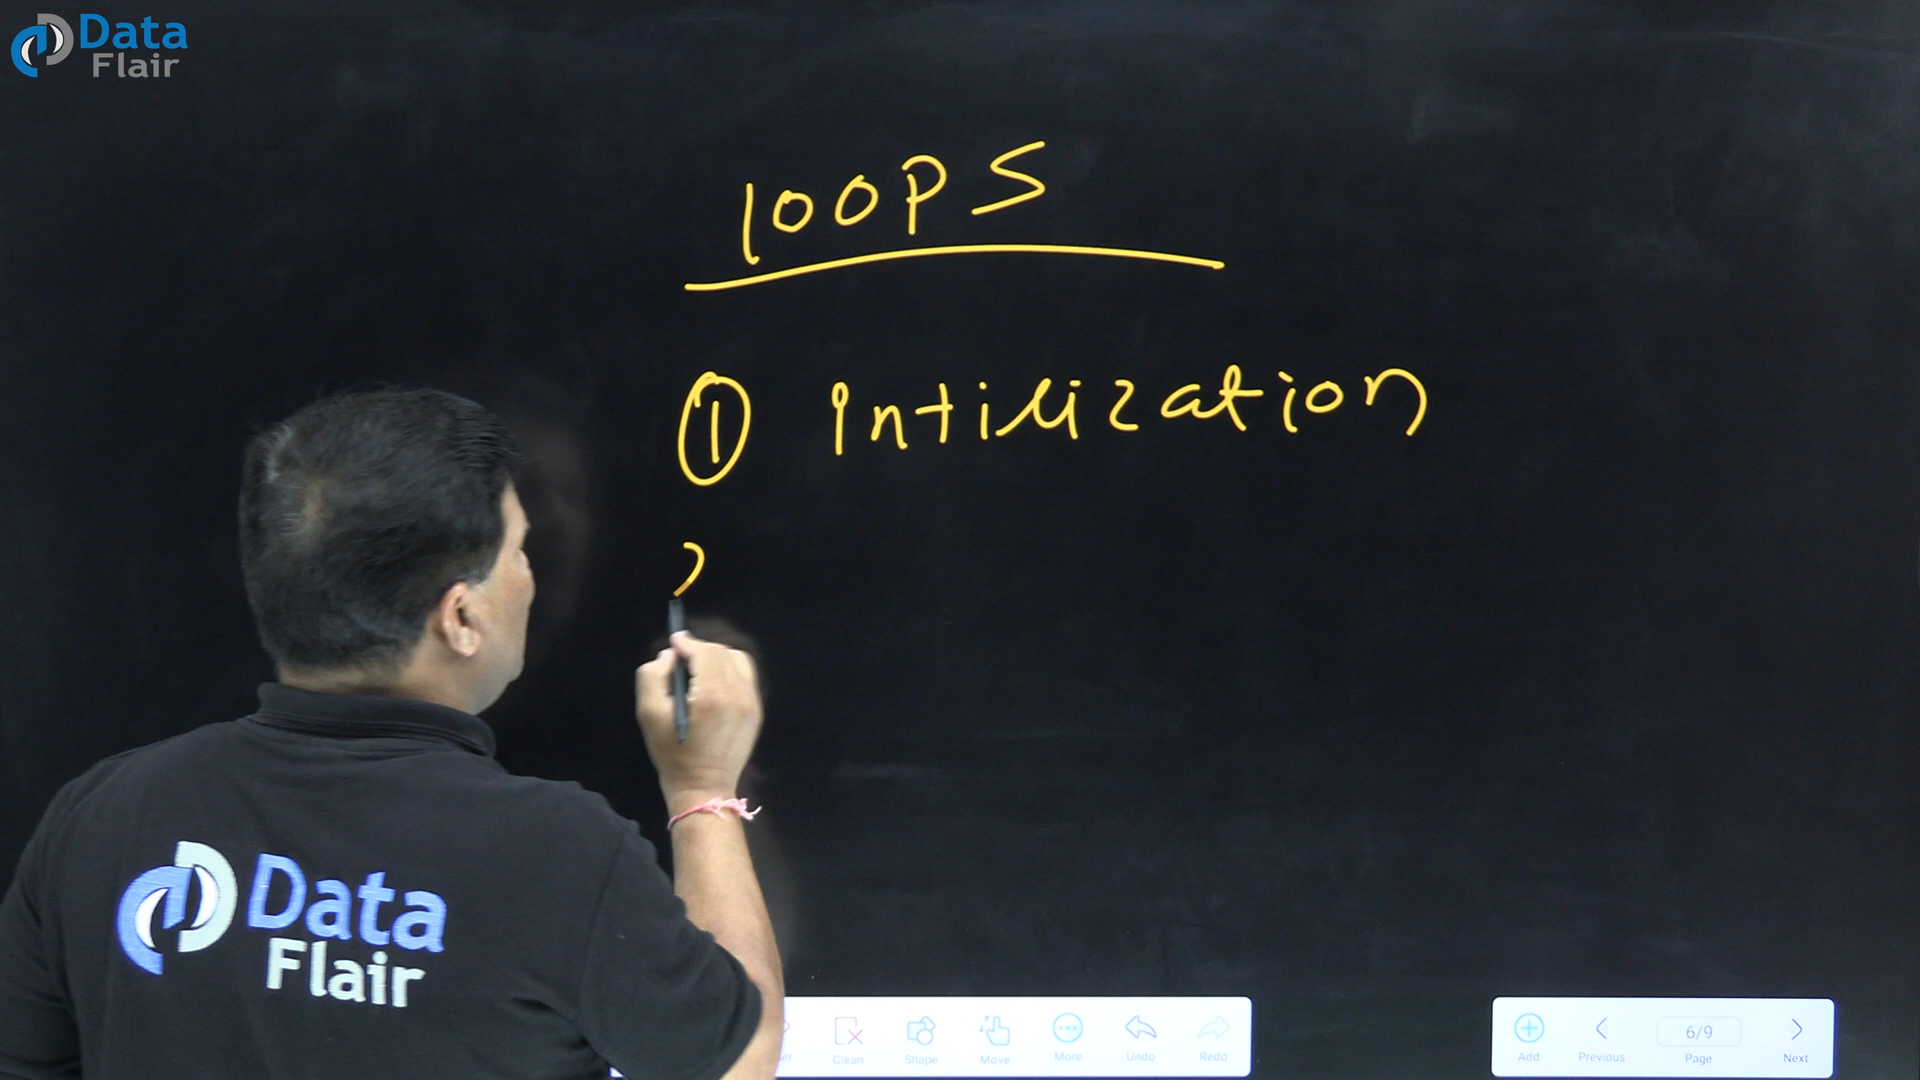 Data
Flair
loops
1 Intilization
2
Data
Flair
Clean
Shape
Move
More
Undo
Redo
Add
Previous
6/9
Page
Next